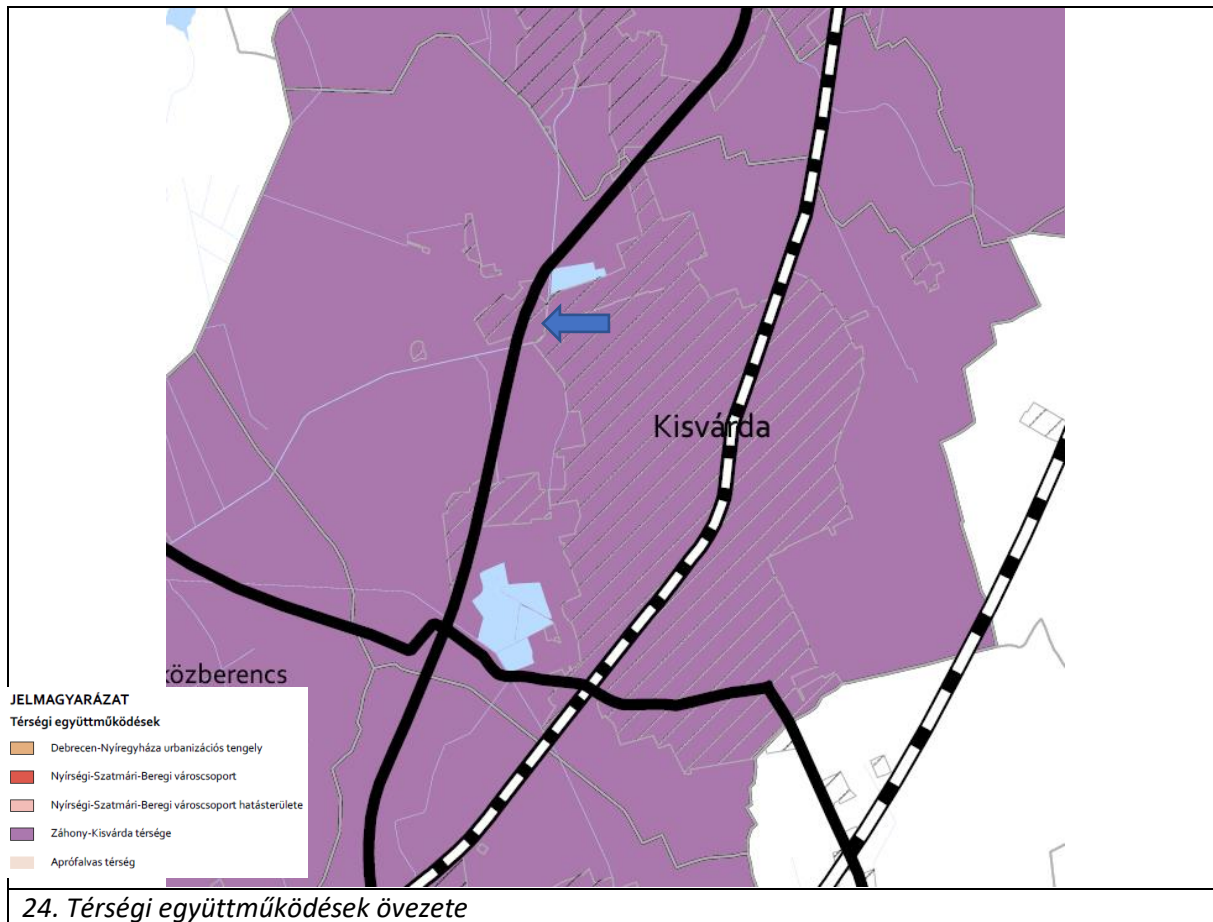 Kisvárda
közberencs
JELMAGYARÁZAT
Térségi együttműködések
Debrecen-Nyíregyháza urbanizációs tengely
Nyírségi-Szatmári-Beregi városcsoport
Nyírségi-Szatmári-Beregi városcsoport hatásterülete
Záhony-Kisvárda térsége
Aprófalvas térség
24. Térségi együttműködések övezete